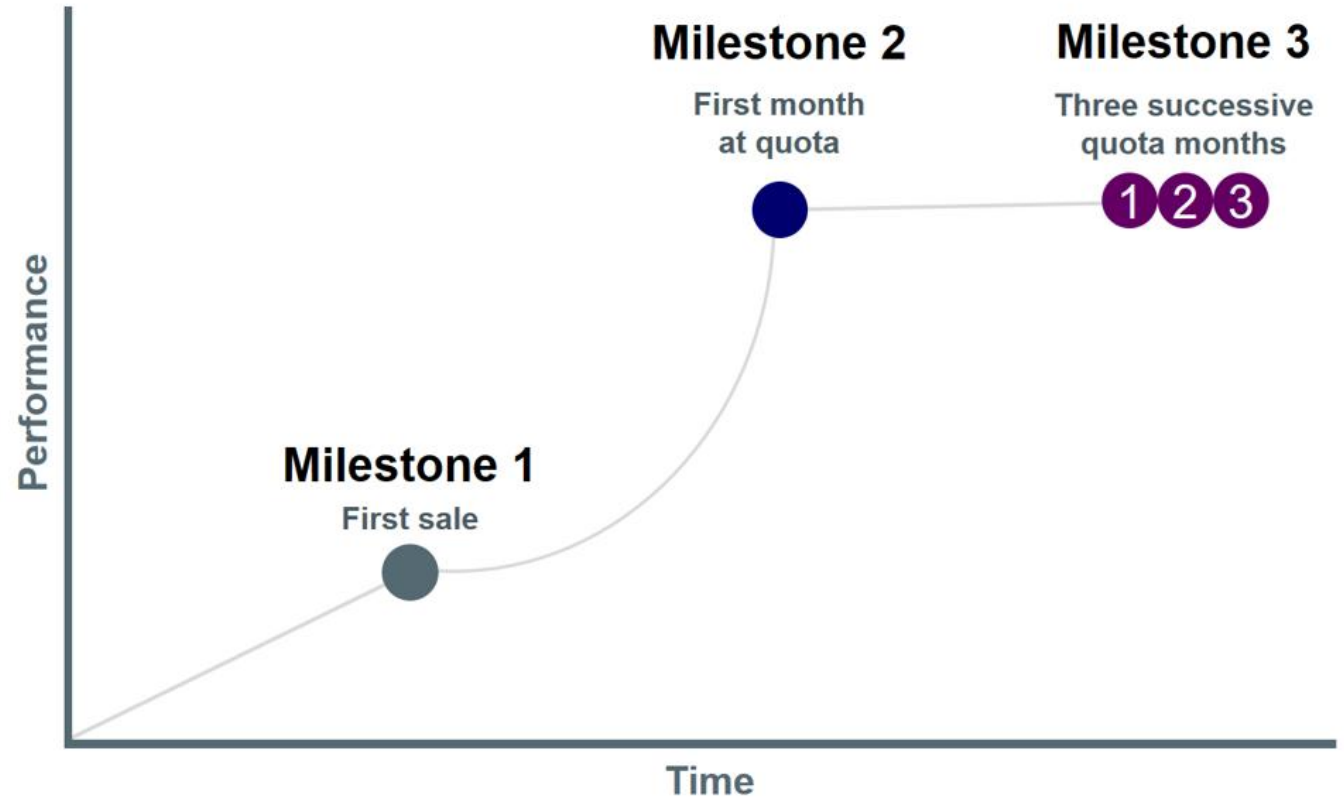 Milestone 2
First month
at quota
Milestone 3
Three successive
quota months
1 2 3
Milestone 1
First sale
Performance
Time